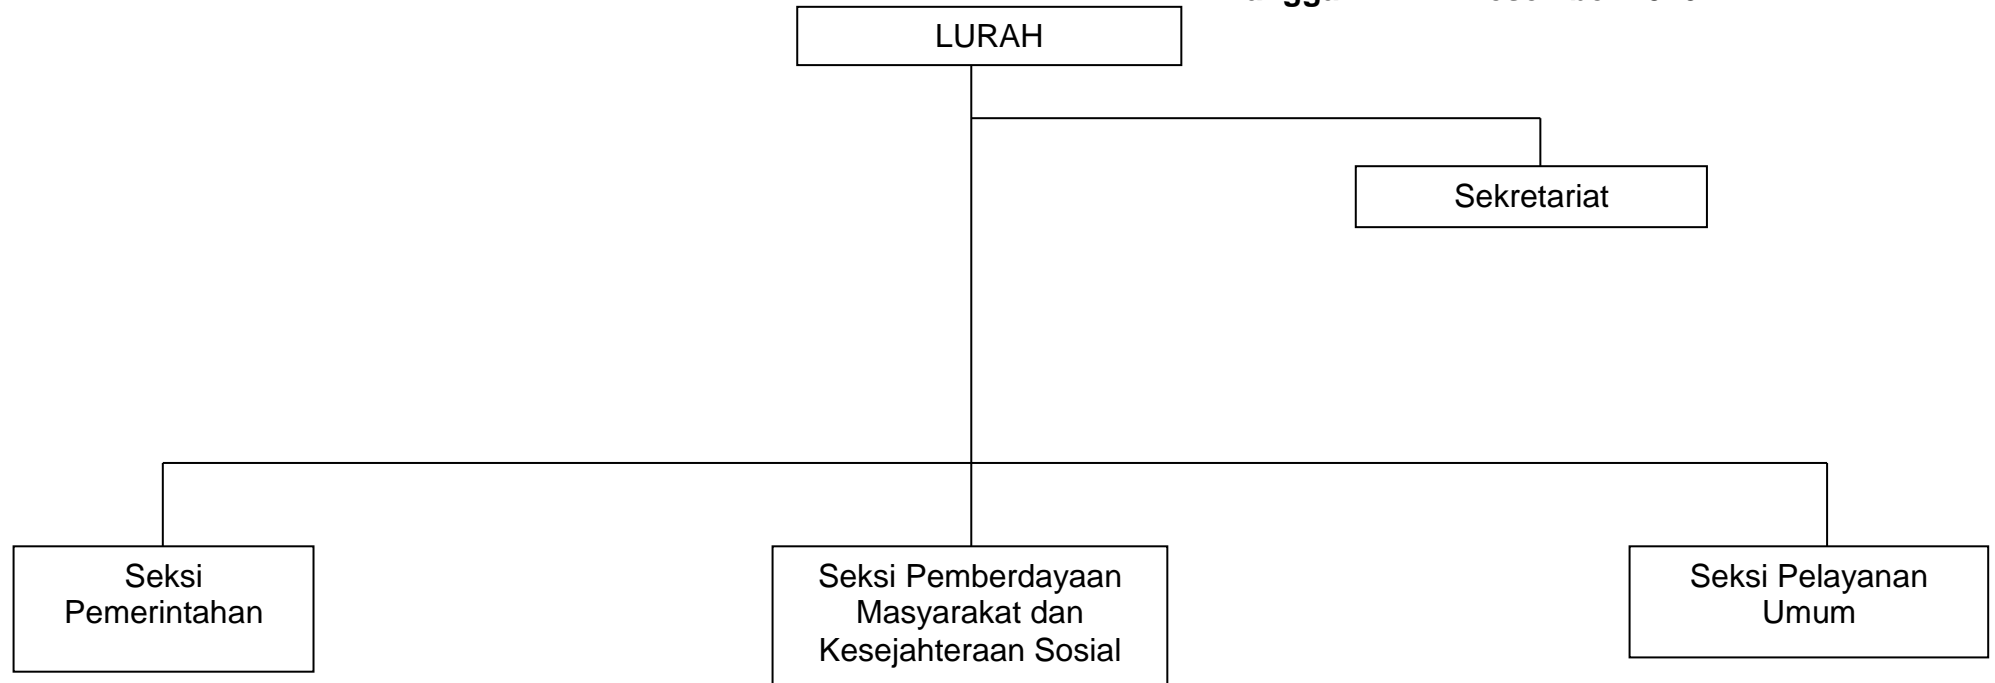 LURAH
Sekretariat
Seksi
Pemerintahan
Seksi Pemberdayaan
Masyarakat dan
Kesejahteraan Sosial
Seksi Pelayanan
Umum